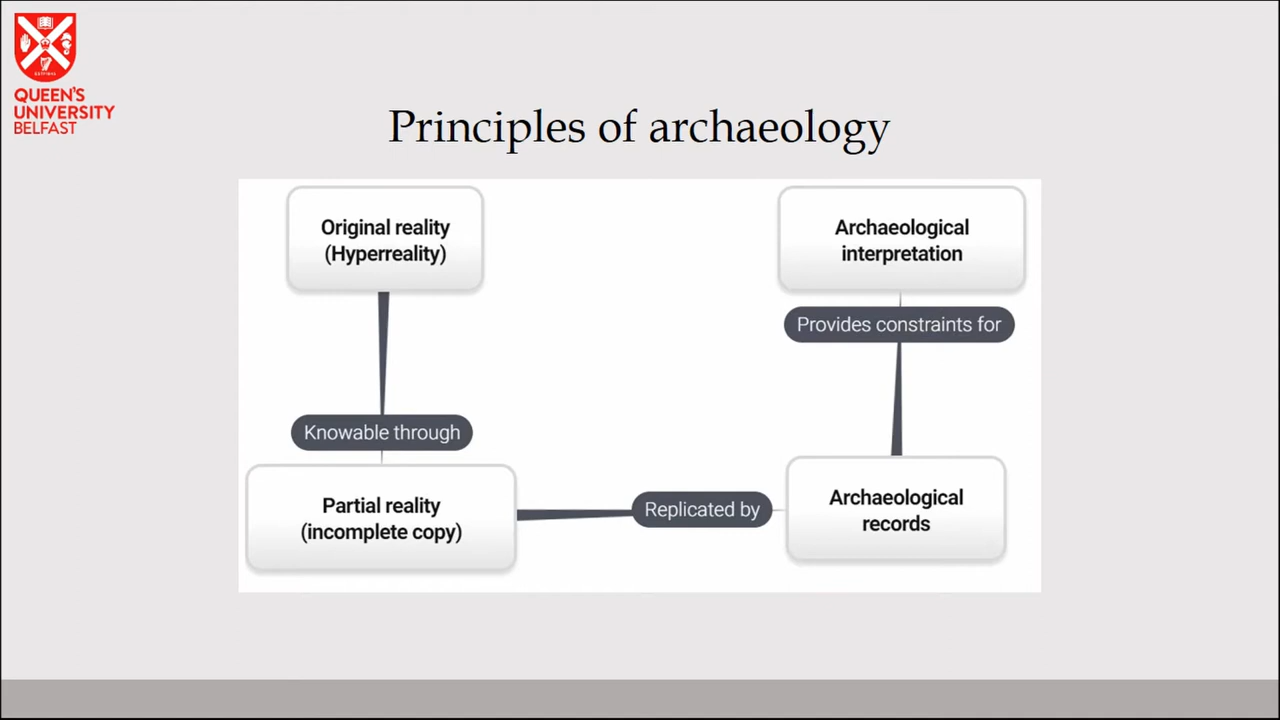 QUEEN'S
UNIVERSITY
BELFAST
Principles of archaeology
Original reality
(Hyperreality)
Archaeological
interpretation
Provides constraints for
Knowable through
Partial reality
(incomplete copy)
Replicated by
Archaeological
records